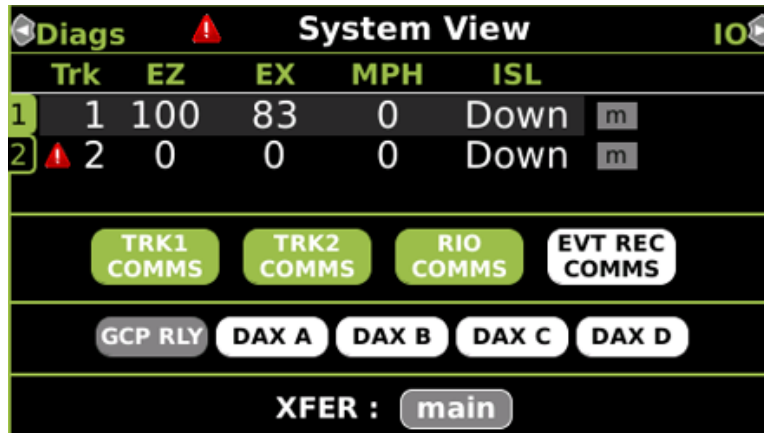 Diags System View IO
Trk EZ EX MPH ISL
1 1 100 83 0 Down m
2 2 0 0 0 Down m
TRK1 COMMS
TRK2 COMMS
RIO COMMS
EVT REC COMMS
GCP RLY DAX A DAX B DAX C DAX D
XFER : main